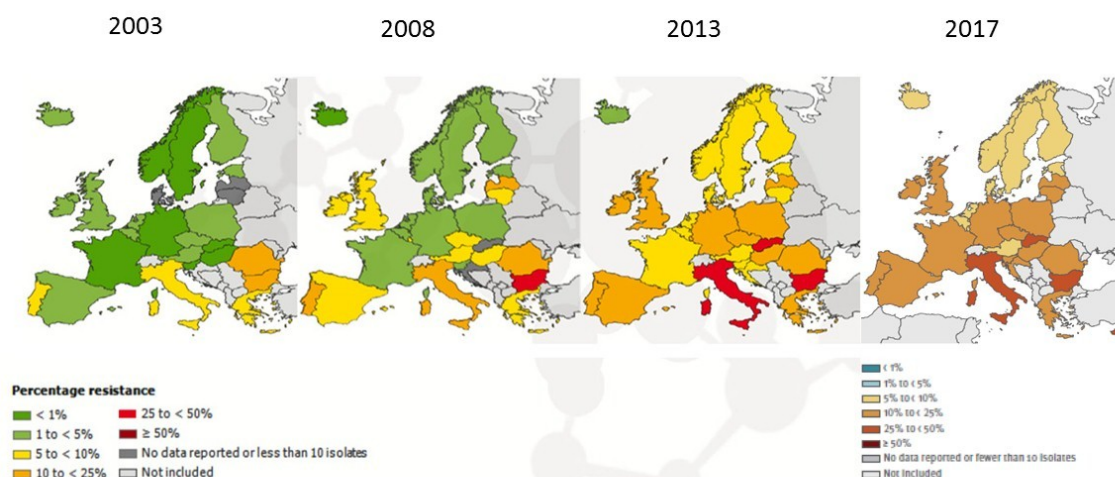 2003
2008
2013
2017
Percentage resistance
< 1%
1 to < 5%
5 to < 10%
10 to < 25%
25 to < 50%
≥ 50%
No data reported or less than 10 isolates
Not included
< 1%
1% to < 5%
5% to < 10%
10% to < 25%
25% to < 50%
≥ 50%
No data reported or fewer than 10 isolates
Not included